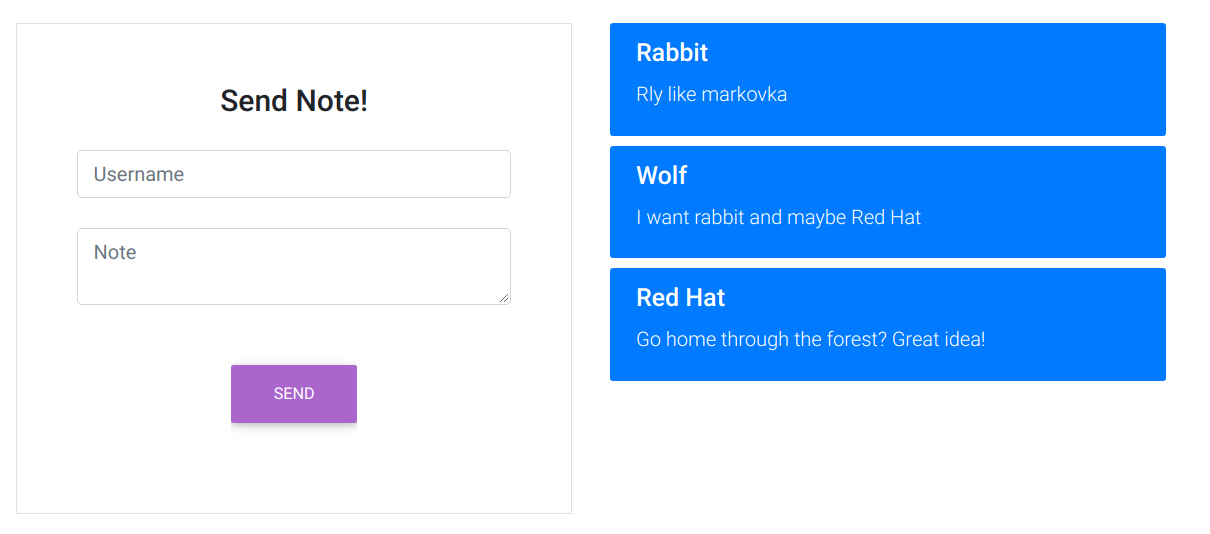 Send Note!
Username
Note
SEND
Rabbit
Rly like markovka
Wolf
I want rabbit and maybe Red Hat
Red Hat
Go home through the forest? Great idea!